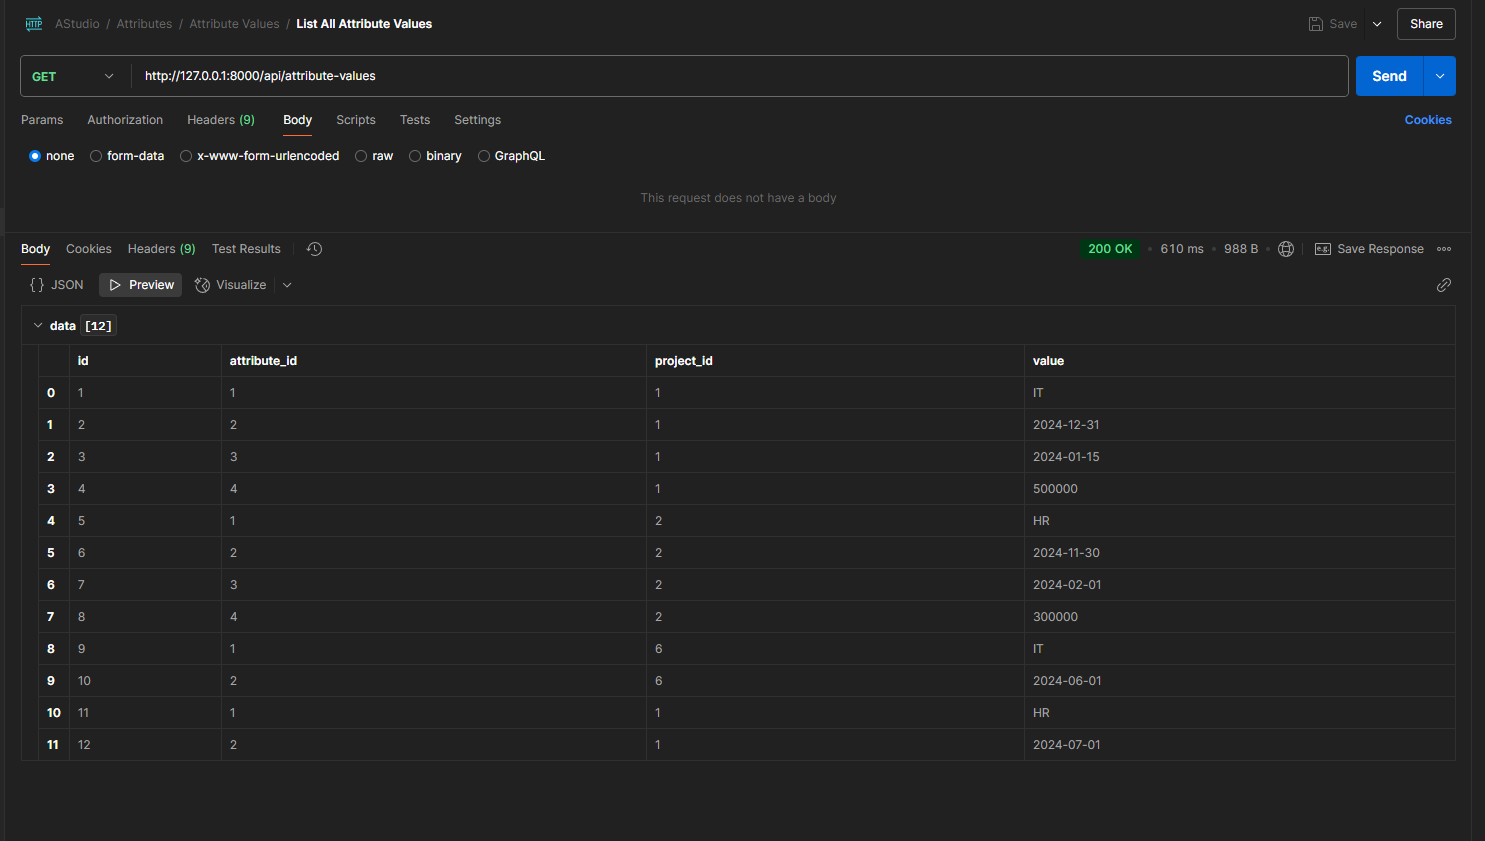 HTTP AStudio / Attributes / Attribute Values / List All Attribute Values Save Share
GET http://127.0.0.1:8000/api/attribute-values Send
Params Authorization Headers (9) Body Scripts Tests Settings Cookies
none form-data x-www-form-urlencoded raw binary GraphQL
This request does not have a body
Body Cookies Headers (9) Test Results 200 OK • 610 ms • 988 B • e.g. Save Response
{} JSON Preview Visualize
data [12]
id attribute_id project_id value
0 1 1 1 IT
1 2 2 1 2024-12-31
2 3 3 1 2024-01-15
3 4 4 1 500000
4 5 1 2 HR
5 6 2 2 2024-11-30
6 7 3 2 2024-02-01
7 8 4 2 300000
8 9 1 6 IT
9 10 2 6 2024-06-01
10 11 1 1 HR
11 12 2 1 2024-07-01